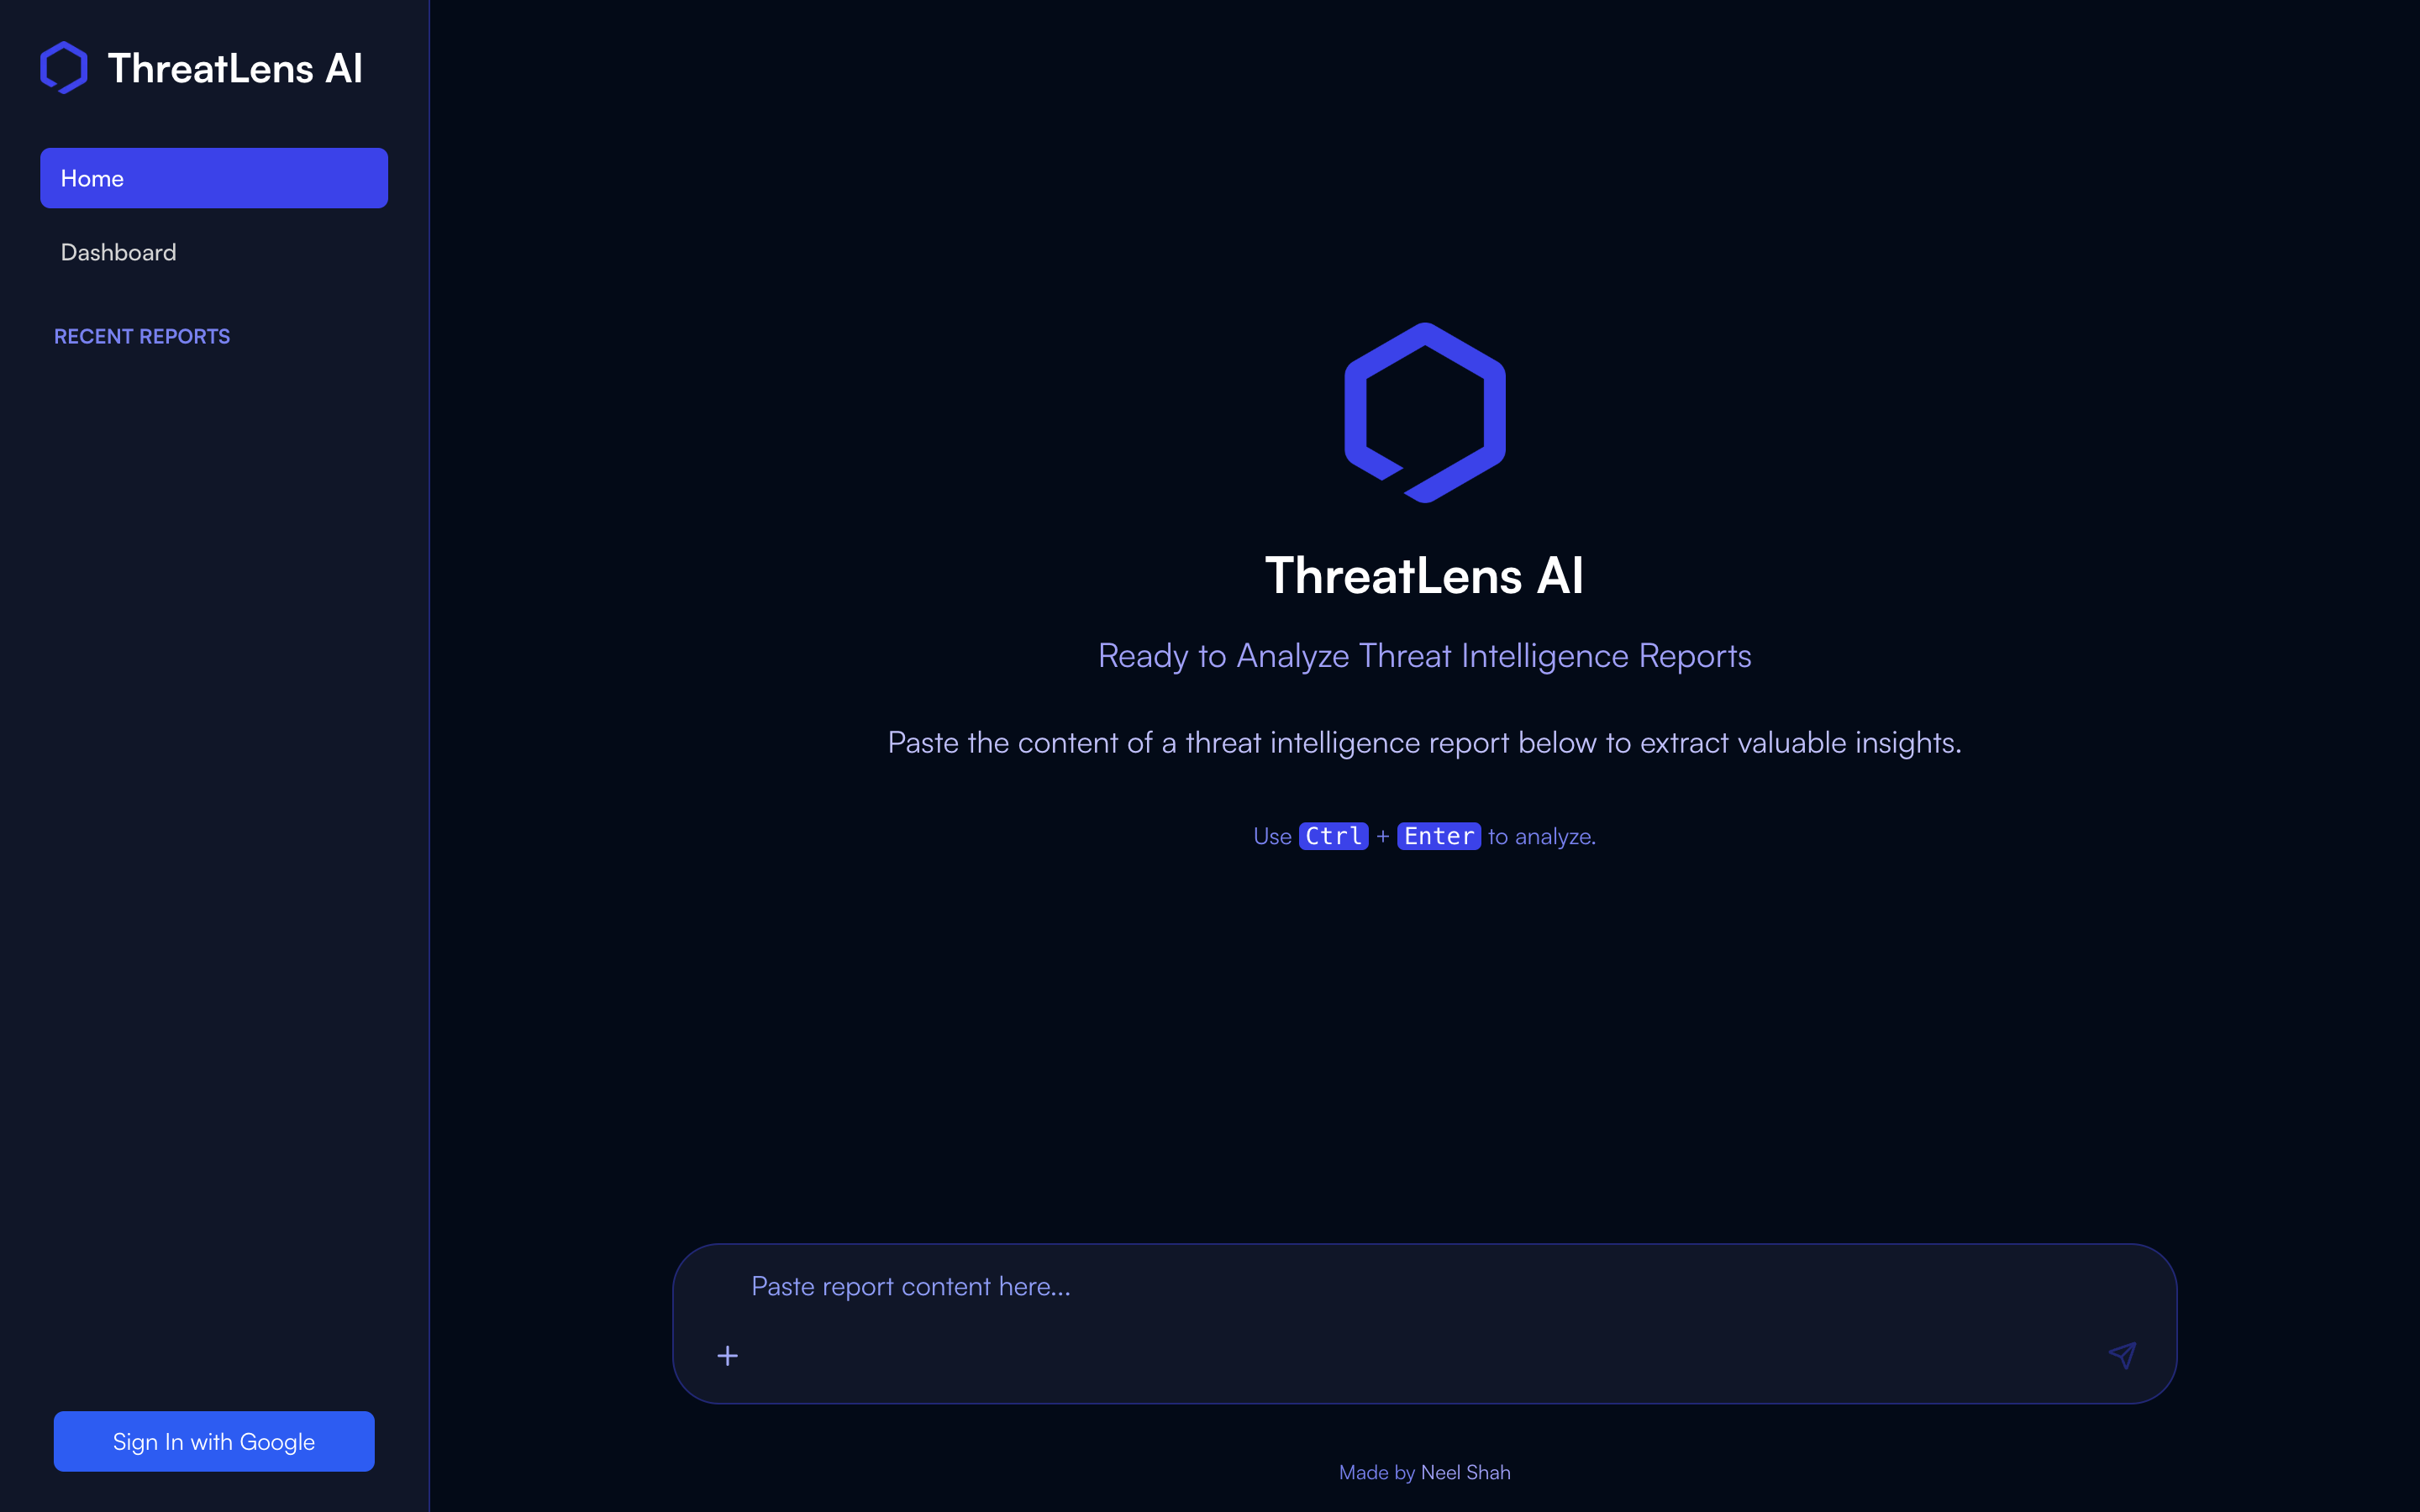 ThreatLens AI
Home
Dashboard
RECENT REPORTS
Sign In with Google
ThreatLens AI
Ready to Analyze Threat Intelligence Reports
Paste the content of a threat intelligence report below to extract valuable insights.
Use Ctrl + Enter to analyze.
Paste report content here...
Made by Neel Shah